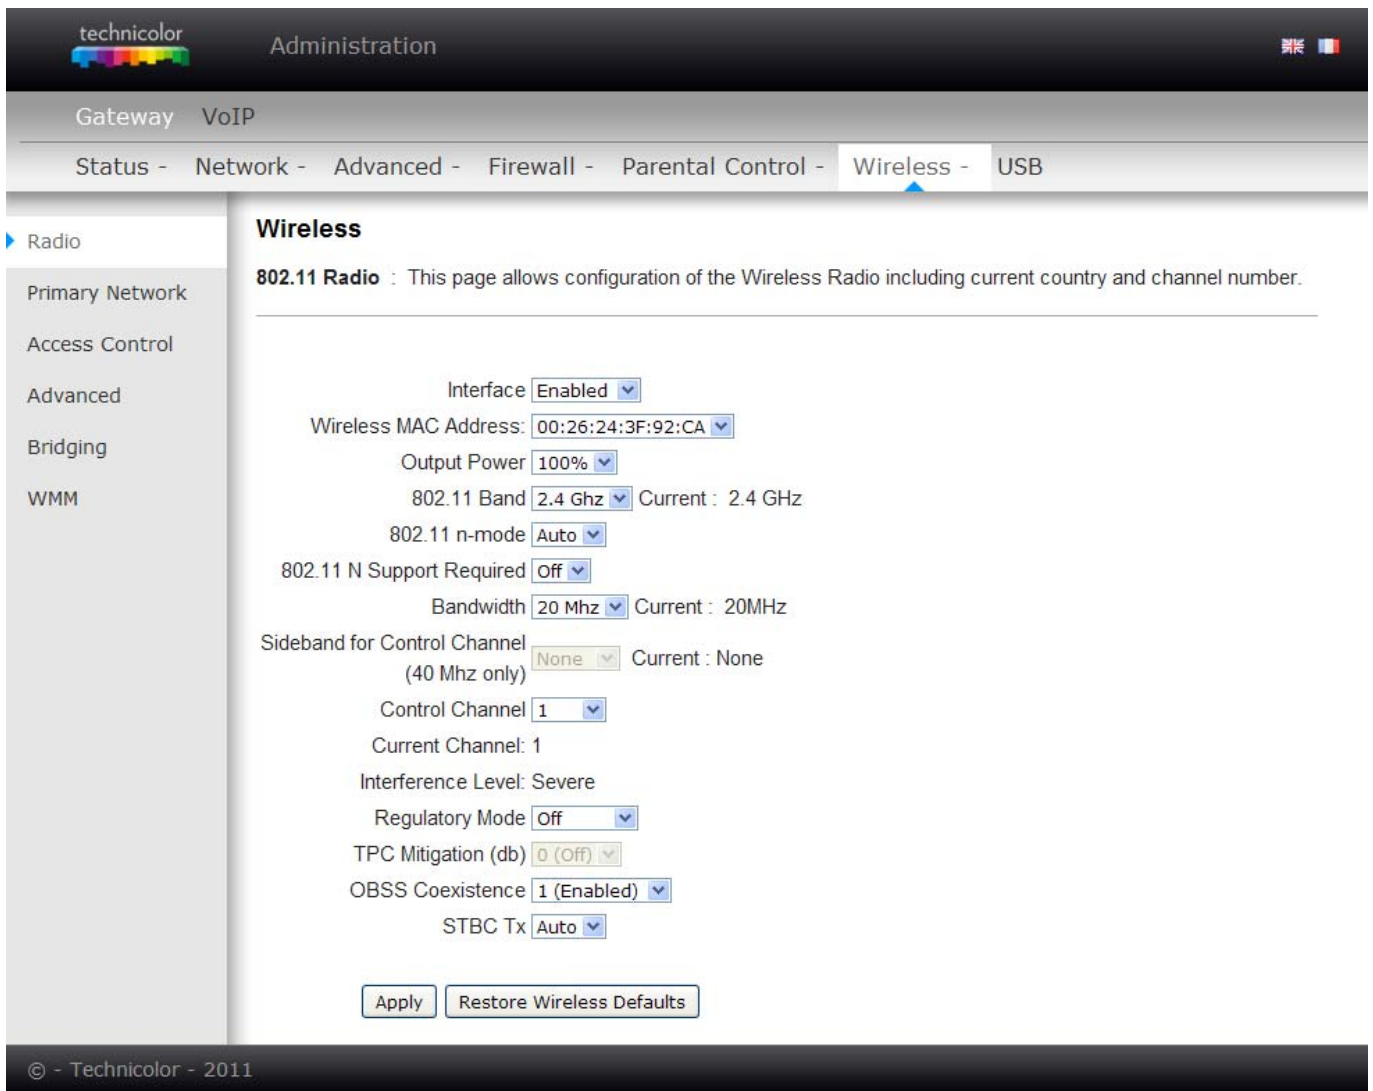 technicolor
Administration
Gateway VoIP
Status - Network - Advanced - Firewall - Parental Control - Wireless - USB
Radio
Primary Network
Access Control
Advanced
Bridging
WMM
Wireless
802.11 Radio : This page allows configuration of the Wireless Radio including current country and channel number.
Interface Enabled
Wireless MAC Address: 00:26:24:3F:92:CA
Output Power 100%
802.11 Band 2.4 Ghz Current : 2.4 GHz
802.11 n-mode Auto
802.11 N Support Required Off
Bandwidth 20 Mhz Current : 20MHz
Sideband for Control Channel
(40 Mhz only) None Current : None
Control Channel 1
Current Channel: 1
Interference Level: Severe
Regulatory Mode Off
TPC Mitigation (db) 0 (Off)
OBSS Coexistence 1 (Enabled)
STBC Tx Auto
Apply Restore Wireless Defaults
© - Technicolor - 2011